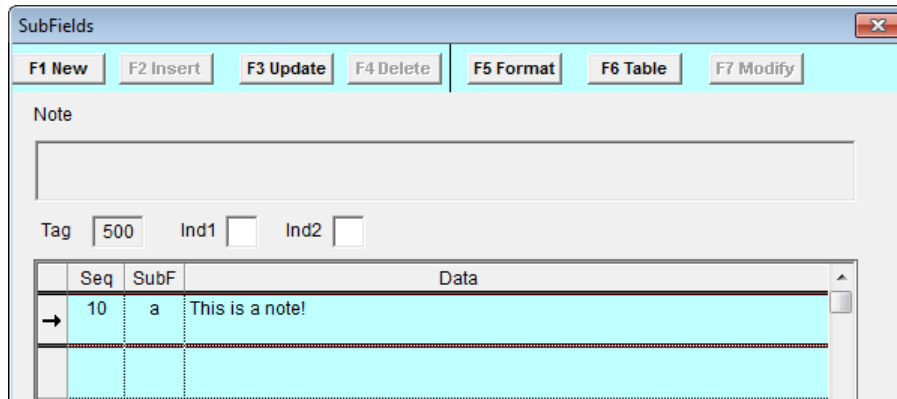 SubFields
F1 New F2 Insert F3 Update F4 Delete F5 Format F6 Table F7 Modify
Note
Tag 500 Ind1 Ind2
Seq SubF Data
10 a This is a note!